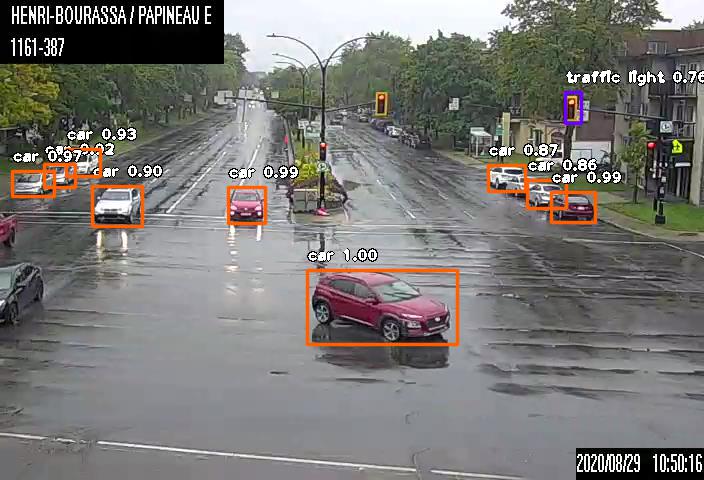 HENRI-BOURASSA / PAPINEAU E
1161-387
traffic light 0.76
car 0.93
car 0.97
car 0.90
car 0.99
car 0.87
car 0.86
car 0.99
car 1.00
2020/08/29 10:50:16